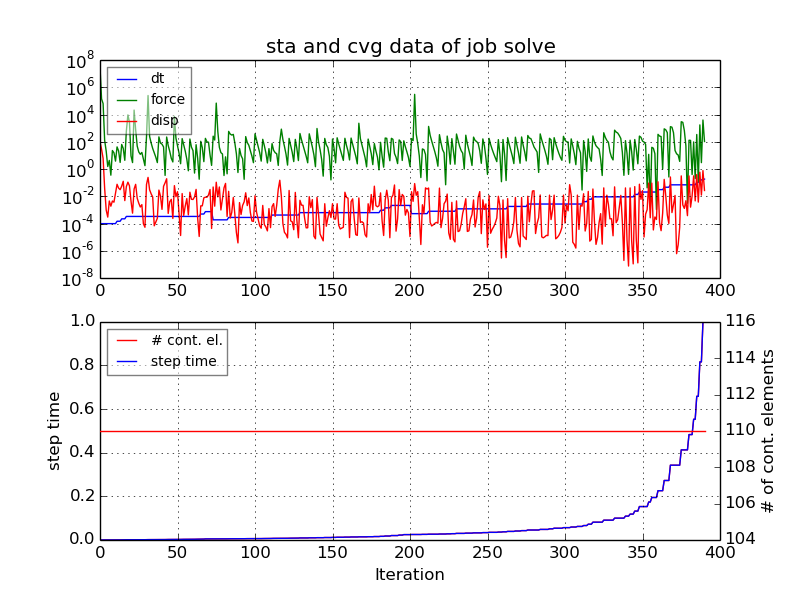 sta and cvg data of job solve
10^8
10^6
10^4
10^2
10^0
10^-2
10^-4
10^-6
10^-8
dt
force
disp
0 50 100 150 200 250 300 350 400
1.0
0.8
0.6
0.4
0.2
0.0
step time
# cont. el.
step time
116
114
112
110
108
106
104
# of cont. elements
0 50 100 150 200 250 300 350 400
Iteration